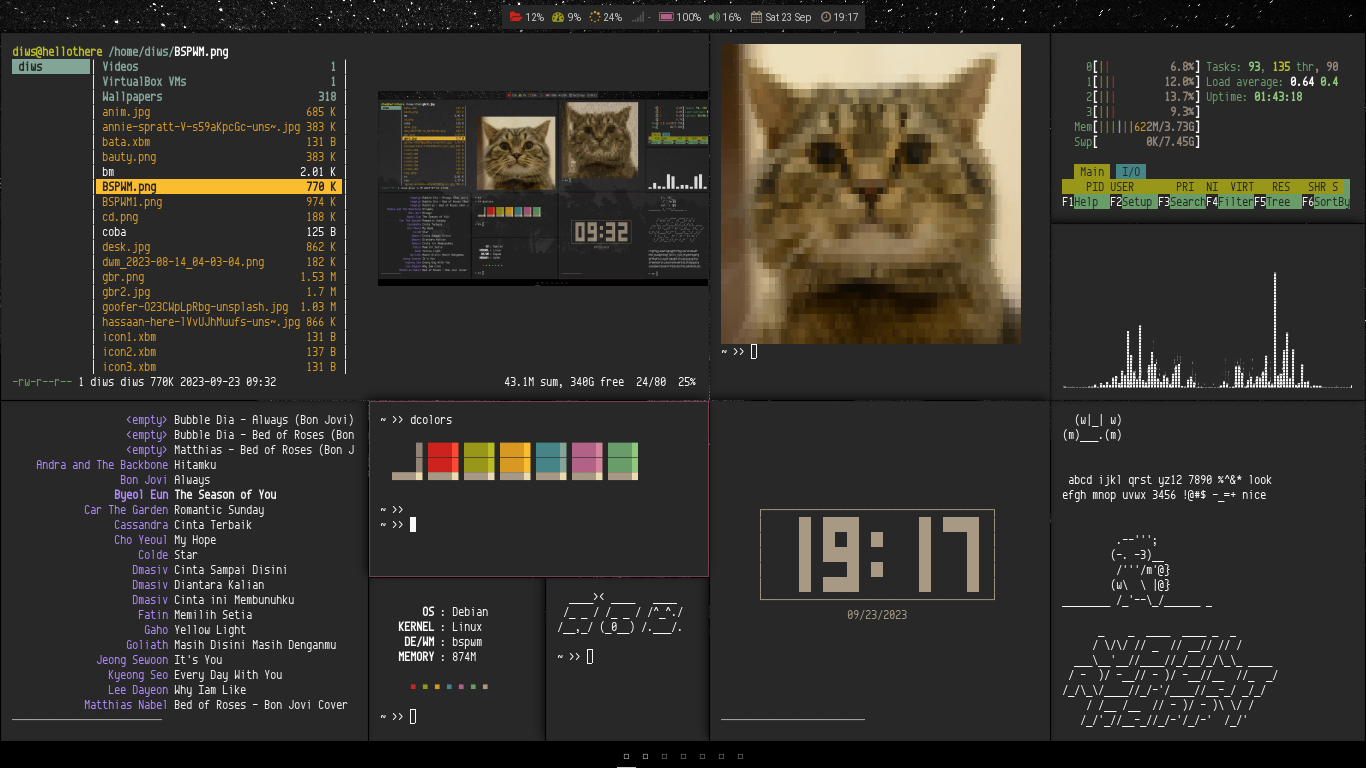 12% 9% 24% - 100% 16% Sat 23 Sep 19:17
diws@hellothere /home/diws/BSPWM.png
diws
Videos 1
VirtualBox VMs 1
Wallpapers 318
anim.jpg 685 K
annie-spratt-V-s59aKpcGc-uns~.jpg 383 K
bata.xbm 131 B
bauty.png 383 K
bm 2.01 K
BSPWM.png 770 K
BSPWM1.png 974 K
cd.png 188 K
coba 125 B
desk.jpg 862 K
dwm_2023-08-14_04-03-04.png 182 K
gbr.png 1.53 M
gbr2.jpg 1.7 M
goofer-O23CWpLpRbg-unsplash.jpg 1.03 M
hassaan-here-lVvUJhMuufs-uns~.jpg 866 K
icon1.xbm 131 B
icon2.xbm 137 B
icon3.xbm 131 B
-rw-r--r-- 1 diws diws 770K 2023-09-23 09:32 43.1M sum, 340G free 24/80 25%
09:32
~ >>
0[|| 6.0%] Tasks: 93, 135 thr, 90
1[||| 12.0%] Load average: 0.64 0.4
2[||| 13.7%] Uptime: 01:43:18
3[||| 9.3%]
Mem[||||||622M/3.73G]
Swp[ 0K/7.45G]
Main I/O
PID USER PRI NI VIRT RES SHR S
F1Help F2Setup F3SearchF4FilterF5Tree F6SortBy
<empty> Bubble Dia - Always (Bon Jovi)
<empty> Bubble Dia - Bed of Roses (Bon
<empty> Matthias - Bed of Roses (Bon J
Andra and The Backbone Hitamku
Bon Jovi Always
Byeol Eun The Season of You
Car The Garden Romantic Sunday
Cassandra Cinta Terbaik
Cho Yeoul My Hope
Colde Star
Dmasiv Cinta Sampai Disini
Dmasiv Diantara Kalian
Dmasiv Cinta ini Membunuhku
Fatin Memilih Setia
Gaho Yellow Light
Goliath Masih Disini Masih Denganmu
Jeong Sewoon It's You
Kyeong Seo Every Day With You
Lee Dayeon Why Iam Like
Matthias Nabel Bed of Roses - Bon Jovi Cover
~ >> dcolors
~ >>
~ >>
OS : Debian
KERNEL : Linux
DE/WM : bspwm
MEMORY : 874M
~ >>
~ >>
19:17
09/23/2023
(w|_| w)
(m)___.(m)
abcd ijkl qrst yz12 7890 %^&* look
efgh mnop uvwx 3456 !@#$ -_=+ nice